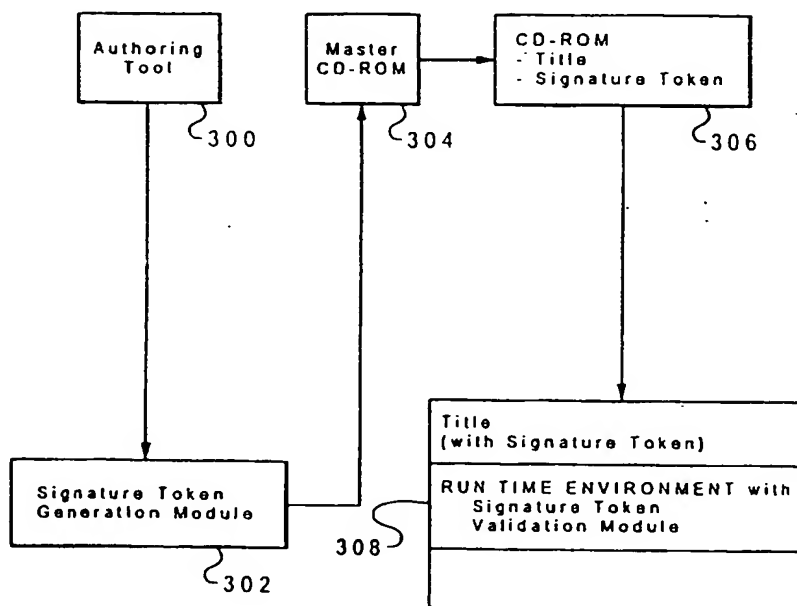 Authoring
Tool
300
Master
CD-ROM
304
CD-ROM
- Title
- Signature Token
306
Signature Token
Generation Module
302
Title
(with Signature Token)
RUN TIME ENVIRONMENT with
Signature Token
Validation Module
308